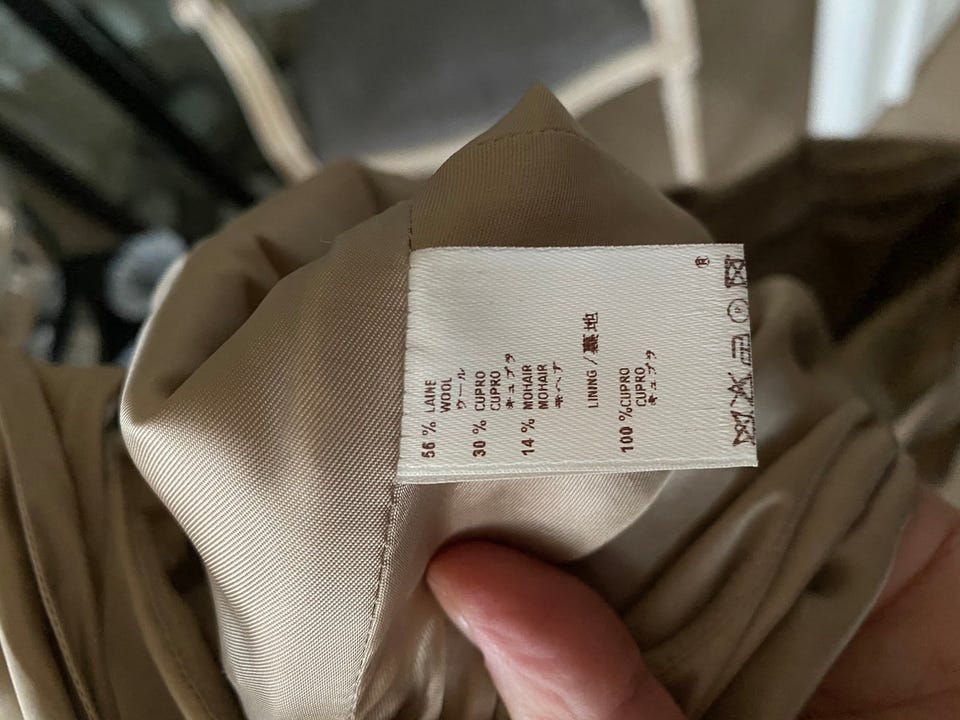 56 % LAINE
WOOL
ウール
30 % CUPRO
CUPRO
キュプラ
14 % MOHAIR
MOHAIR
モヘア
LINING / 裏地
100 %CUPRO
CUPRO
キュプラ
®